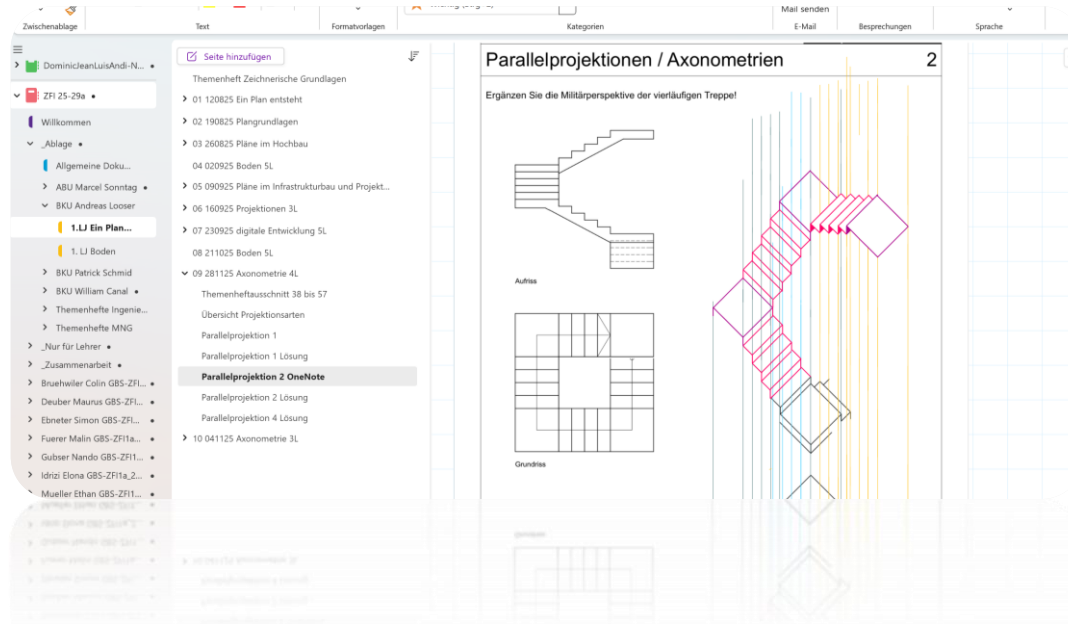 Mail senden
Zwischenablage
Text
Formatvorlagen
Kategorien
E-Mail
Besprechungen
Sprache
DominicJeanLuisAndi-N...
ZFI 25-29a
Willkommen
_Ablage
Allgemeine Doku...
ABU Marcel Sonntag
BKU Andreas Looser
1.LJ Ein Plan...
1. LJ Boden
BKU Patrick Schmid
BKU William Canal
Themenhefte Ingenie...
Themenhefte MNG
_Nur für Lehrer
_Zusammenarbeit
Bruehwiler Colin GBS-ZFI...
Deuber Maurus GBS-ZFI...
Ebneter Simon GBS-ZFI...
Fuerer Malin GBS-ZFI1a...
Gubser Nando GBS-ZFI1...
Idrizi Elona GBS-ZFI1a_2...
Mueller Ethan GBS-ZFI1...
Seite hinzufügen
Themenheft Zeichnerische Grundlagen
01 120825 Ein Plan entsteht
02 190825 Plangrundlagen
03 260825 Pläne im Hochbau
04 020925 Boden 5L
05 090925 Pläne im Infrastrukturbau und Projekt...
06 160925 Projektionen 3L
07 230925 digitale Entwicklung 5L
08 211025 Boden 5L
09 281125 Axonometrie 4L
Themenheftausschnitt 38 bis 57
Übersicht Projektionsarten
Parallelprojektion 1
Parallelprojektion 1 Lösung
Parallelprojektion 2 OneNote
Parallelprojektion 2 Lösung
Parallelprojektion 4 Lösung
10 041125 Axonometrie 3L
Parallelprojektionen / Axonometrien 2
Ergänzen Sie die Militärperspektive der vierläufigen Treppe!
Aufriss
Grundriss